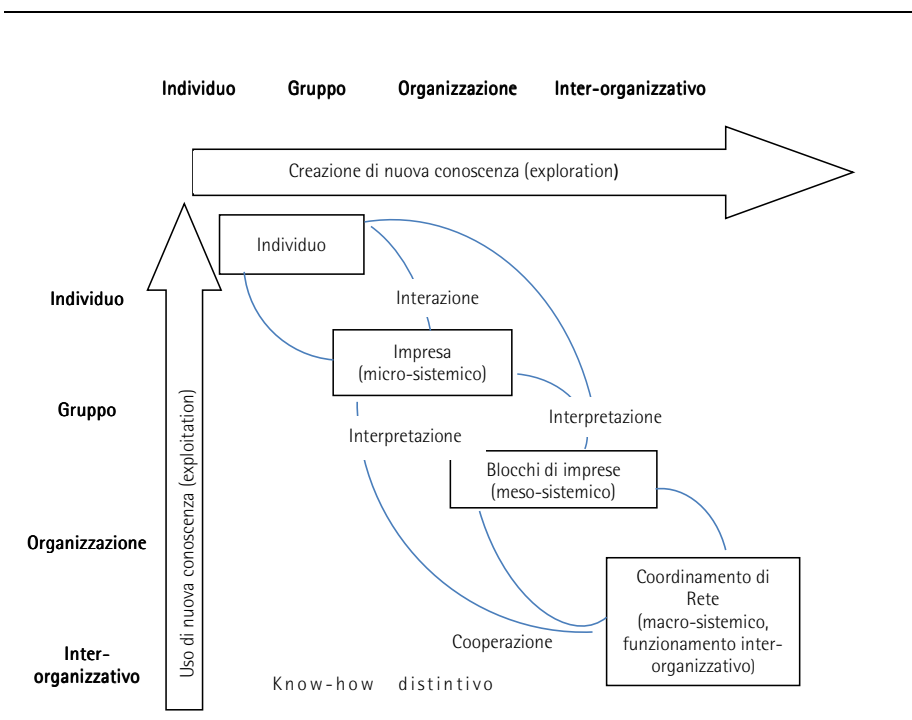 Individuo Gruppo Organizzazione Inter-organizzativo
Creazione di nuova conoscenza (exploration)
Individuo
Individuo
Interazione
Impresa
(micro-sistemico)
Gruppo
Interpretazione
Interpretazione
Blocchi di imprese
(meso-sistemico)
Uso di nuova conoscenza (exploitation)
Organizzazione
Coordinamento di
Rete
(macro-sistemico,
funzionamento inter-
organizzativo)
Cooperazione
Inter-
organizzativo
Know-how distintivo